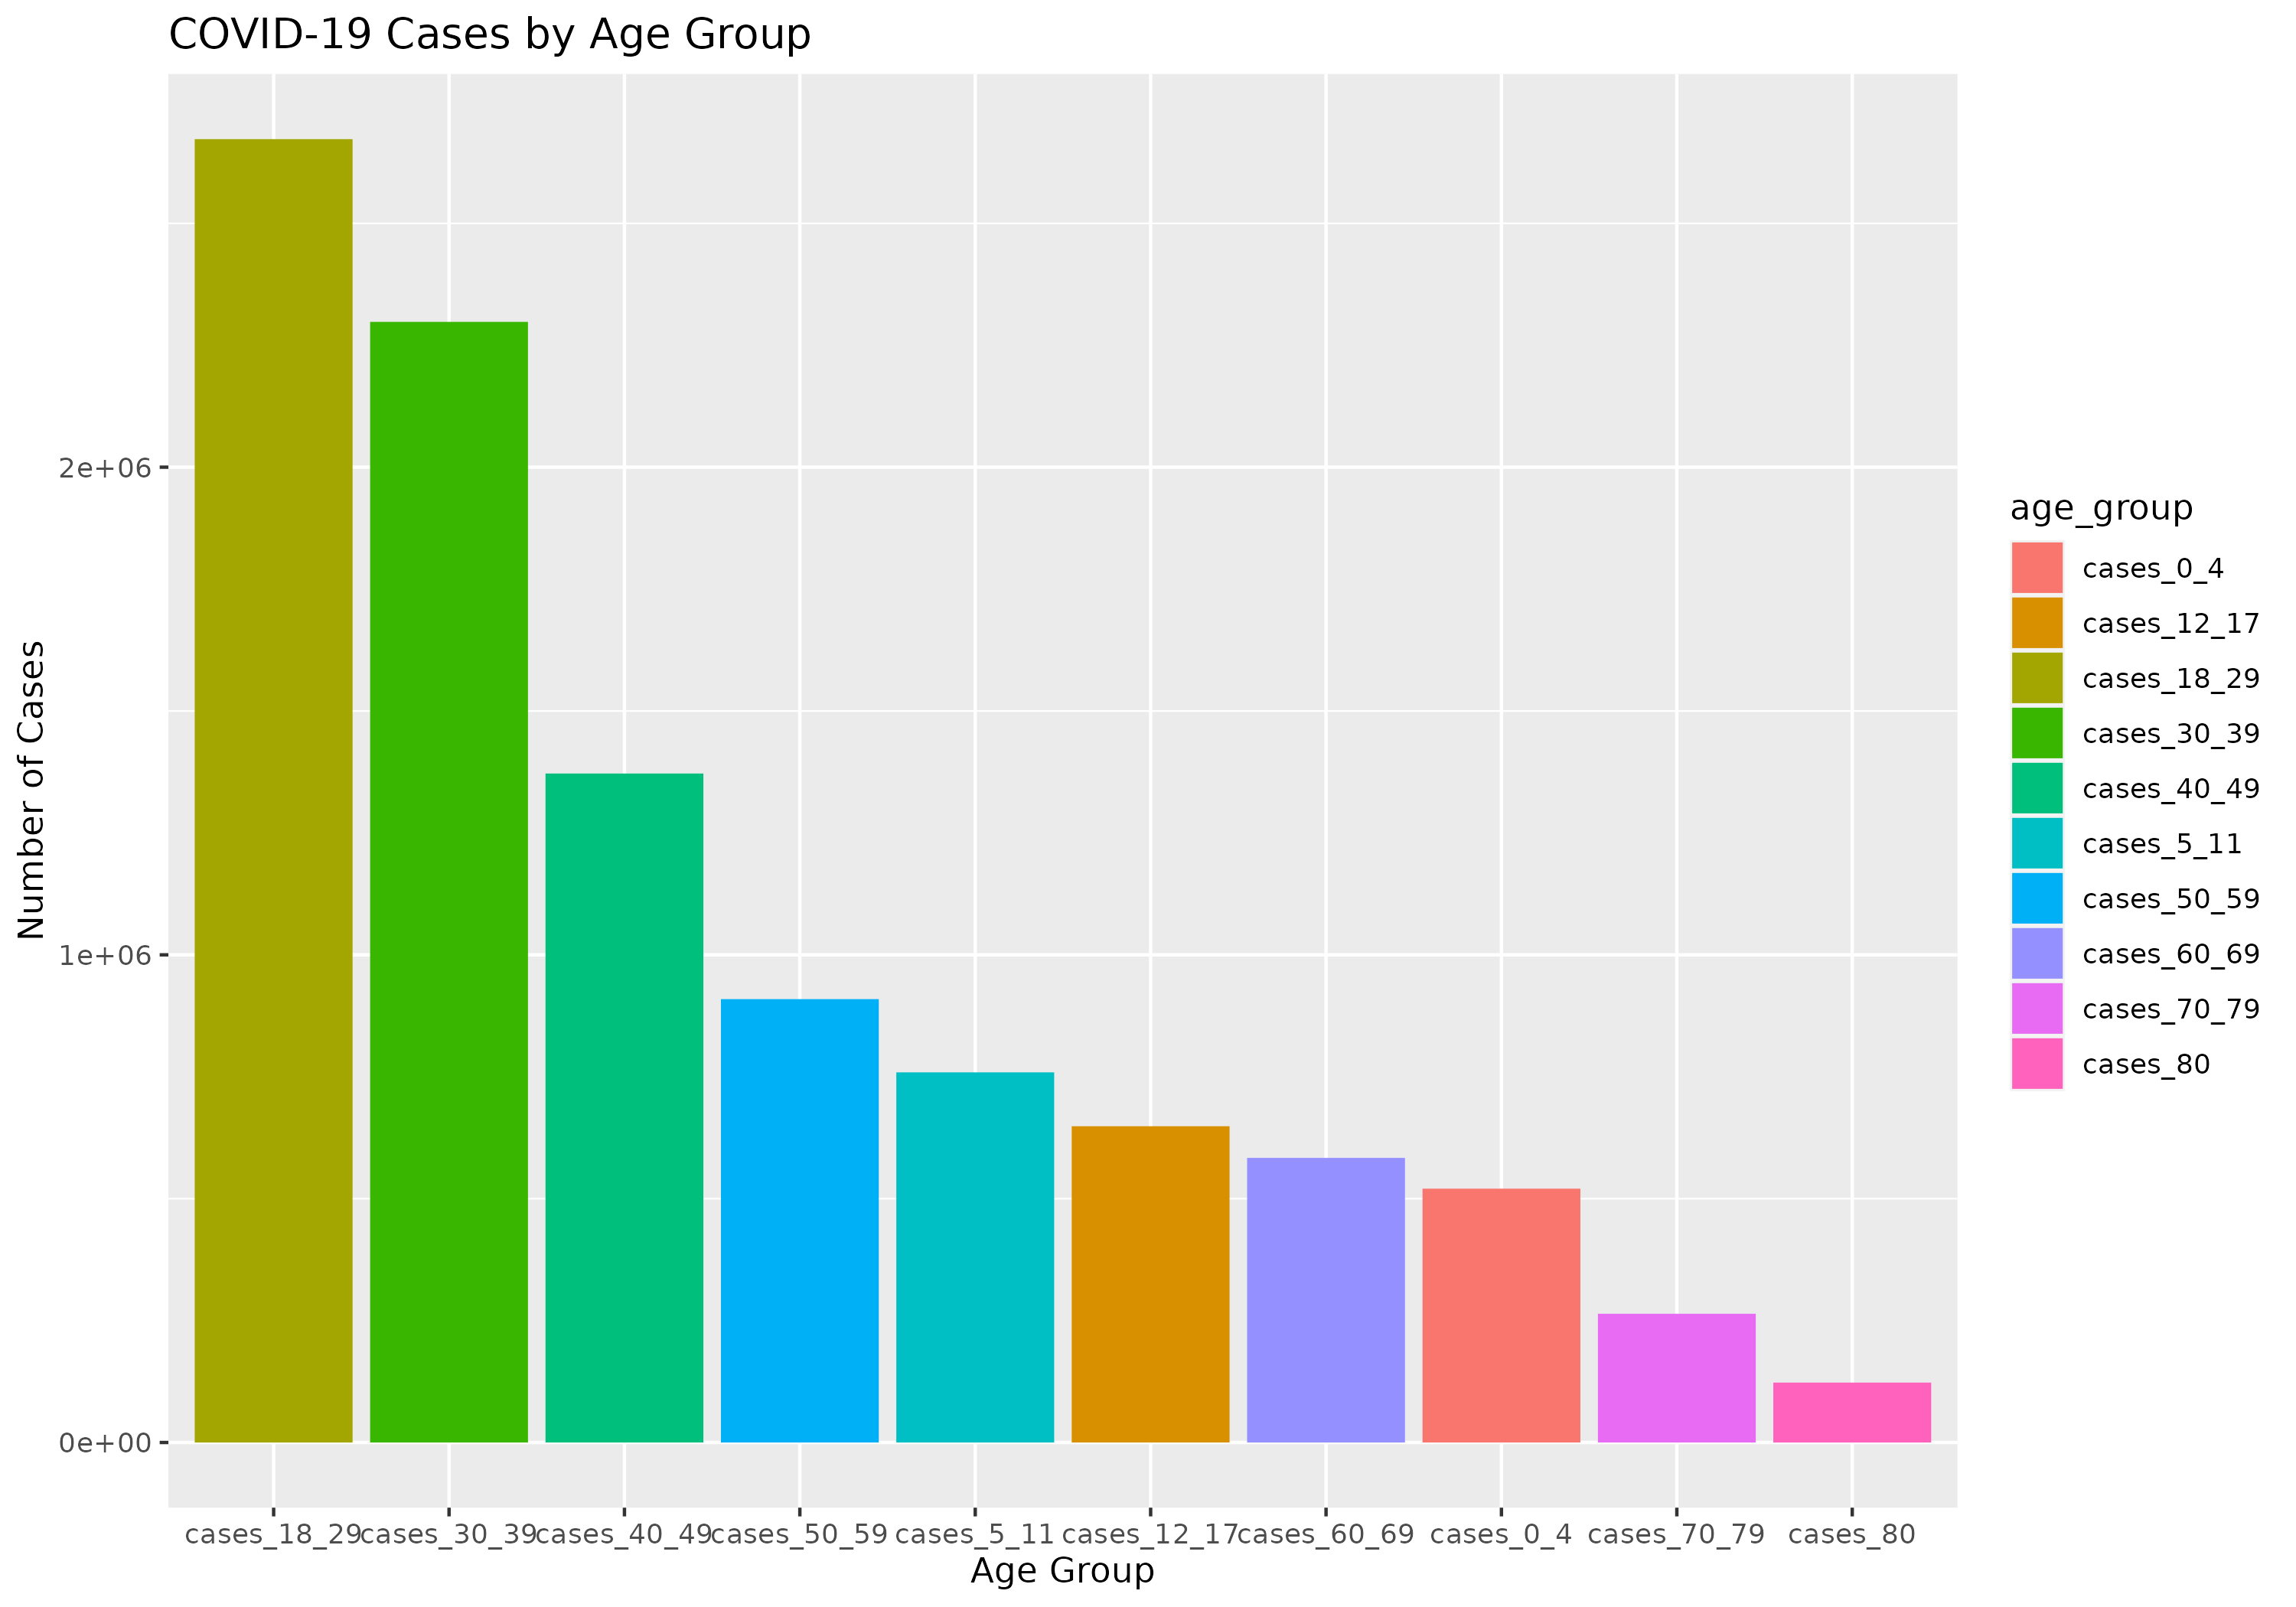 COVID-19 Cases by Age Group
Number of Cases
2e+06
1e+06
0e+00
cases_18_29 cases_30_39 cases_40_49 cases_50_59 cases_5_11 cases_12_17 cases_60_69 cases_0_4 cases_70_79 cases_80
Age Group
age_group
cases_0_4
cases_12_17
cases_18_29
cases_30_39
cases_40_49
cases_5_11
cases_50_59
cases_60_69
cases_70_79
cases_80